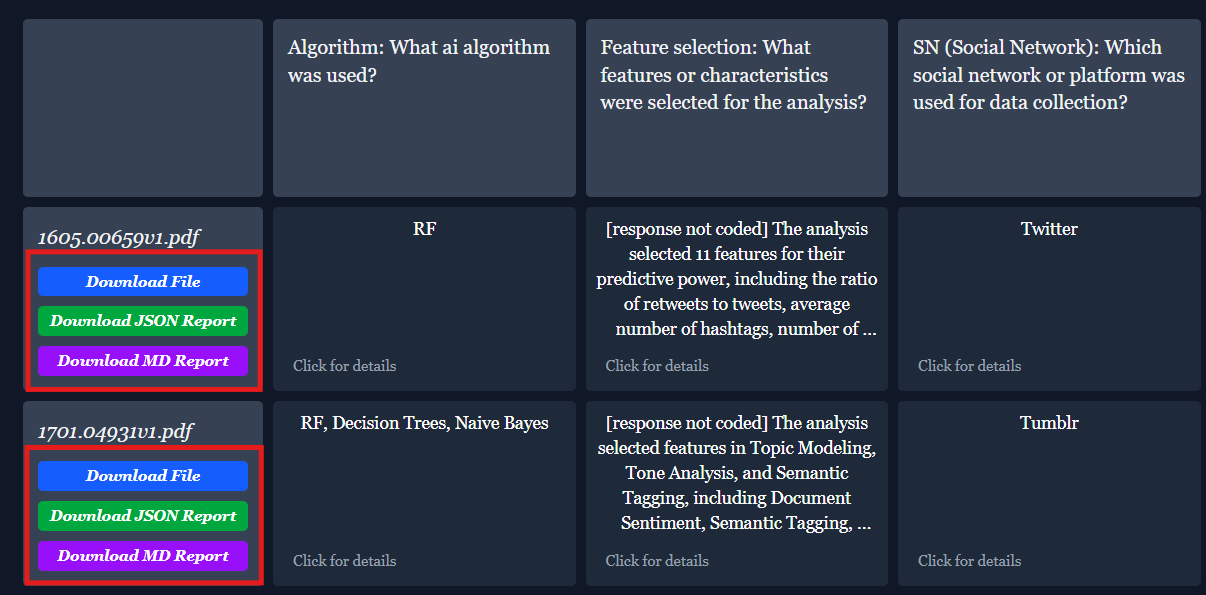 Algorithm: What ai algorithm
was used?
Feature selection: What
features or characteristics
were selected for the analysis?
SN (Social Network): Which
social network or platform was
used for data collection?
1605.00659v1.pdf
Download File
Download JSON Report
Download MD Report
RF
Click for details
[response not coded] The analysis
selected 11 features for their
predictive power, including the ratio
of retweets to tweets, average
number of hashtags, number of ...
Click for details
Twitter
Click for details
1701.04931v1.pdf
Download File
Download JSON Report
Download MD Report
RF, Decision Trees, Naive Bayes
Click for details
[response not coded] The analysis
selected features in Topic Modeling,
Tone Analysis, and Semantic
Tagging, including Document
Sentiment, Semantic Tagging, ...
Click for details
Tumblr
Click for details